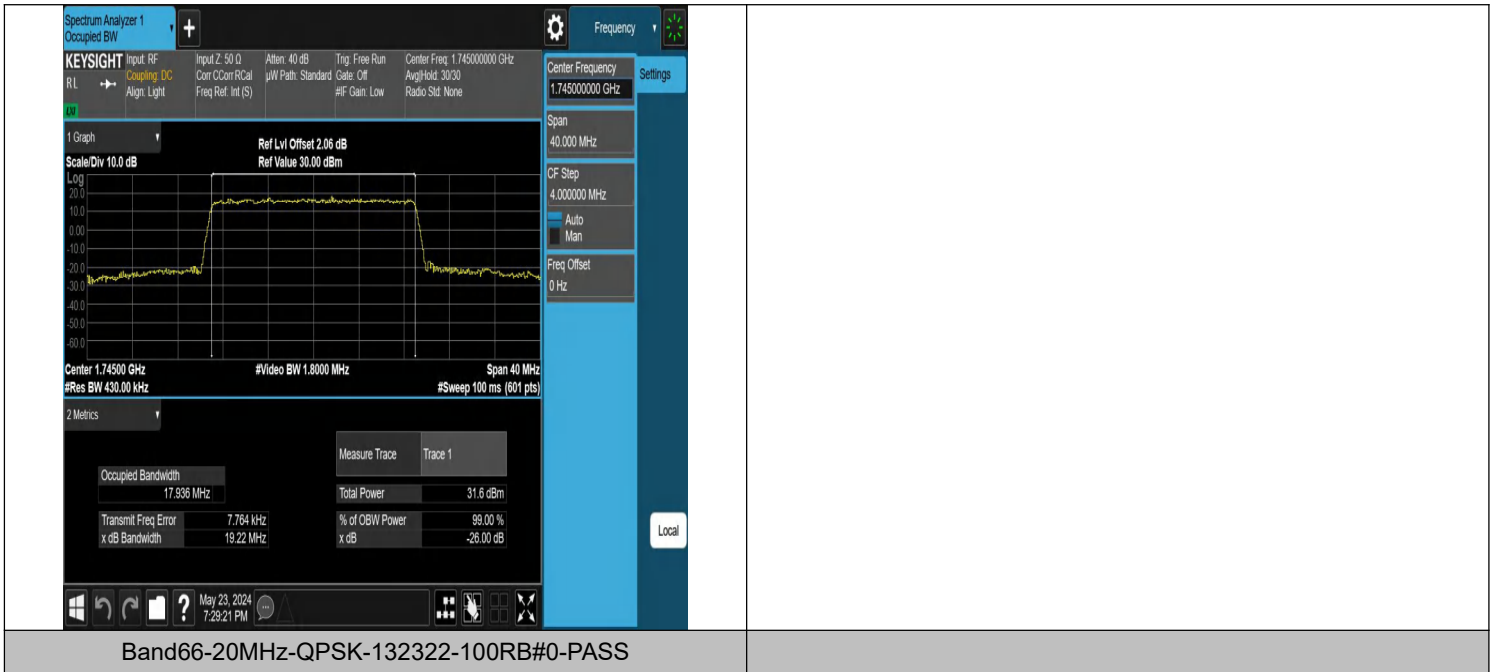 Spectrum Analyzer 1
Occupied BW
+
Frequency
KEYSIGHT
RL
LXI
Input: RF
Coupling: DC
Align: Light
Input Z: 50 Ω
Corr CCorr RCal
Freq Ref: Int (S)
Atten: 40 dB
µW Path: Standard
Trig: Free Run
Gate: Off
#IF Gain: Low
Center Freq: 1.745000000 GHz
Avg|Hold: 30/30
Radio Std: None
Center Frequency
1.745000000 GHz
Settings
Span
40.000 MHz
CF Step
4.000000 MHz
Auto
Man
Freq Offset
0 Hz
Local
1 Graph
Scale/Div 10.0 dB
Ref Lvl Offset 2.06 dB
Ref Value 30.00 dBm
Log
20.0
10.0
0.00
-10.0
-20.0
-30.0
-40.0
-50.0
-60.0
Center 1.74500 GHz
#Video BW 1.8000 MHz
Span 40 MHz
#Res BW 430.00 kHz
#Sweep 100 ms (601 pts)
2 Metrics
Measure Trace Trace 1
Occupied Bandwidth
17.936 MHz
Total Power 31.6 dBm
Transmit Freq Error 7.764 kHz
% of OBW Power 99.00 %
x dB Bandwidth 19.22 MHz
x dB -26.00 dB
?
May 23, 2024
7:29:21 PM
Band66-20MHz-QPSK-132322-100RB#0-PASS